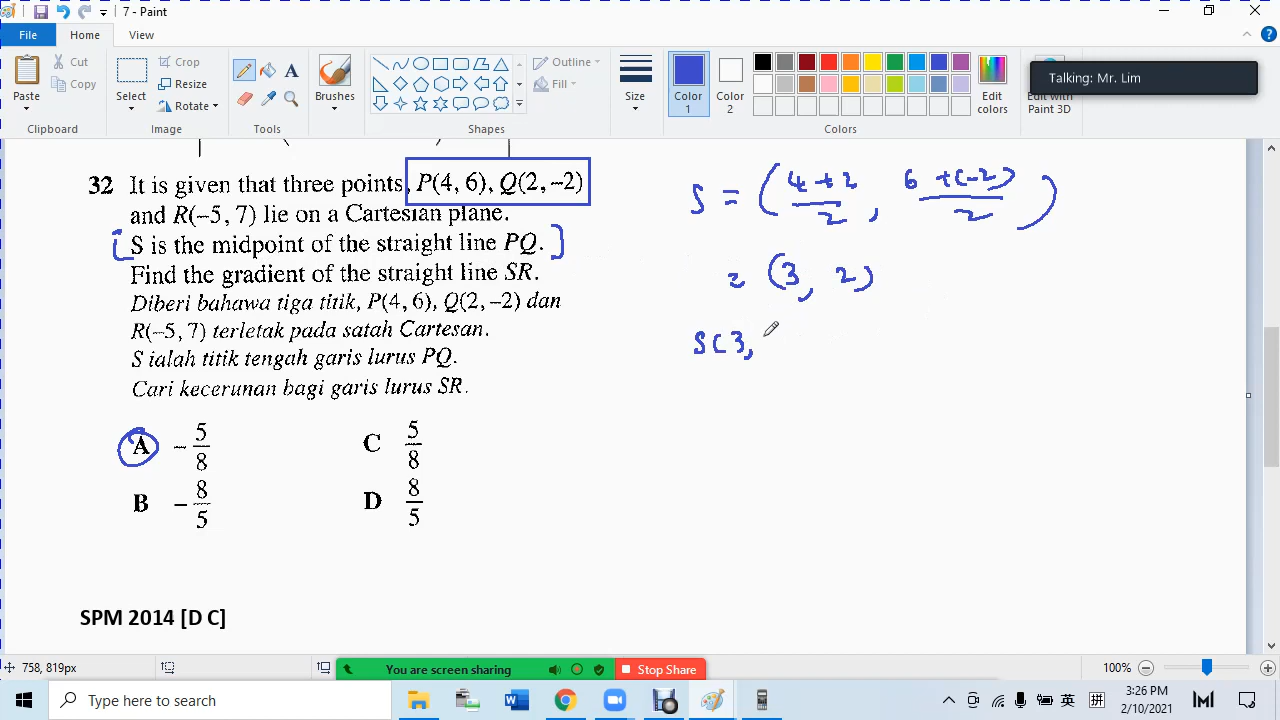 7 - Paint
File Home View
Paste Cut Copy Select Crop Resize Rotate Brushes Outline Fill Size Color 1 Color 2 Edit colors Edit with Paint 3D
Talking: Mr. Lim
Clipboard Image Tools Shapes Colors
32 It is given that three points, P(4, 6), Q(2, –2)
and R(–5, 7) lie on a Cartesian plane.
[S is the midpoint of the straight line PQ.]
Find the gradient of the straight line SR.
Diberi bahawa tiga titik, P(4, 6), Q(2, –2) dan
R(–5, 7) terletak pada satah Cartesan.
S ialah titik tengah garis lurus PQ.
Cari kecerunan bagi garis lurus SR.
A –5/8 C 5/8
B –8/5 D 8/5
SPM 2014 [D C]
S = (4+2/2, 6+(-2)/2)
= (3, 2)
S(3,
758, 819px
You are screen sharing Stop Share
100%
Type here to search
英 拼
3:26 PM
2/10/2021